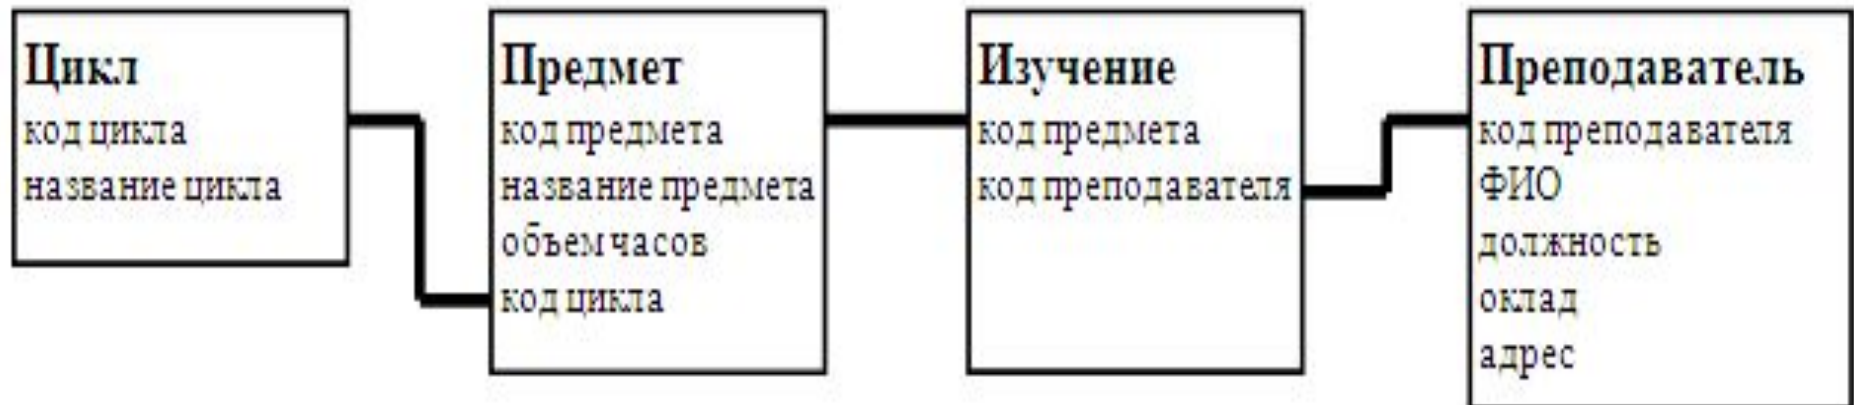 Цикл
код цикла
название цикла
Предмет
код предмета
название предмета
объем часов
код цикла
Изучение
код предмета
код преподавателя
Преподаватель
код преподавателя
ФИО
должность
оклад
адрес